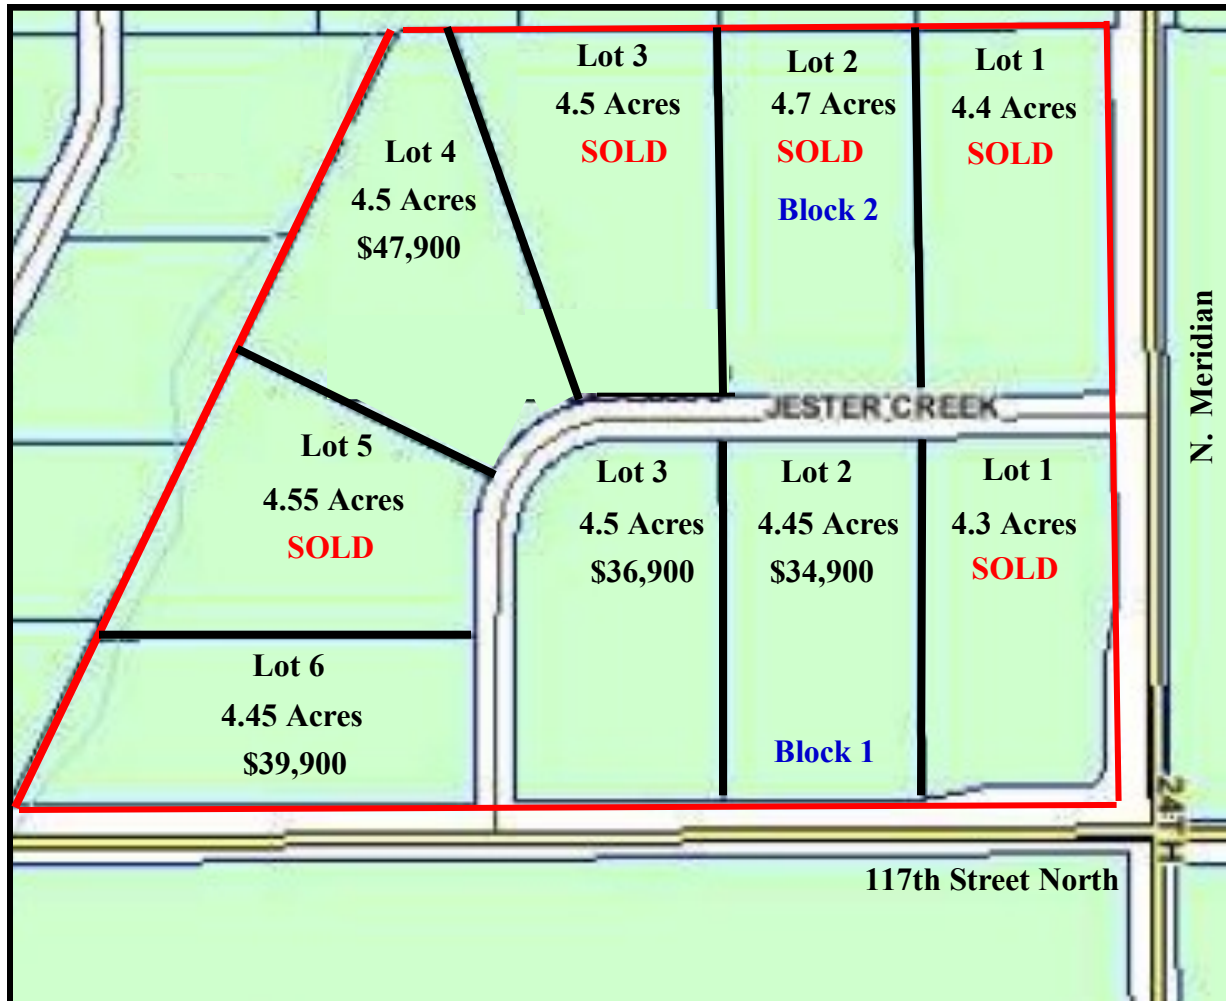 Lot 3
4.5 Acres
SOLD
Lot 2
4.7 Acres
SOLD
Block 2
Lot 1
4.4 Acres
SOLD
Lot 4
4.5 Acres
$47,900
N. Meridian
JESTER CREEK
Lot 5
4.55 Acres
SOLD
Lot 3
4.5 Acres
$36,900
Lot 2
4.45 Acres
$34,900
Block 1
Lot 1
4.3 Acres
SOLD
Lot 6
4.45 Acres
$39,900
24TH
117th Street North